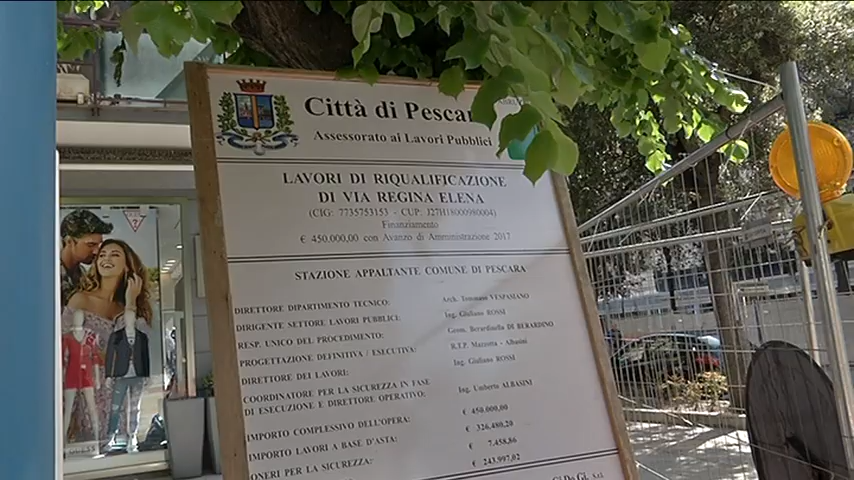 Città di Pescara
Assessorato ai Lavori Pubblici
LAVORI DI RIQUALIFICAZIONE
DI VIA REGINA ELENA
(CIG: 7735753153 - CUP: J27H18000980004)
Finanziamento
€ 450.000,00 con Avanzo di Amministrazione 2017
STAZIONE APPALTANTE COMUNE DI PESCARA
DIRETTORE DIPARTIMENTO TECNICO: Arch. Tommaso VESPASIANO
DIRIGENTE SETTORE LAVORI PUBBLICI: Ing. Giuliano ROSSI
RESP. UNICO DEL PROCEDIMENTO: Geom. Berardinella DI BERARDINO
PROGETTAZIONE DEFINITIVA / ESECUTIVA: R.T.P. Mazzotta - Albasini
DIRETTORE DEI LAVORI: Ing. Giuliano ROSSI
COORDINATORE PER LA SICUREZZA IN FASE
DI ESECUZIONE E DIRETTORE OPERATIVO: Ing. Umberto ALBASINI
IMPORTO COMPLESSIVO DELL'OPERA: € 450.000,00
IMPORTO LAVORI A BASE D'ASTA: € 326.480,20
ONERI PER LA SICUREZZA: € 7.458,86
€ 243.997,02